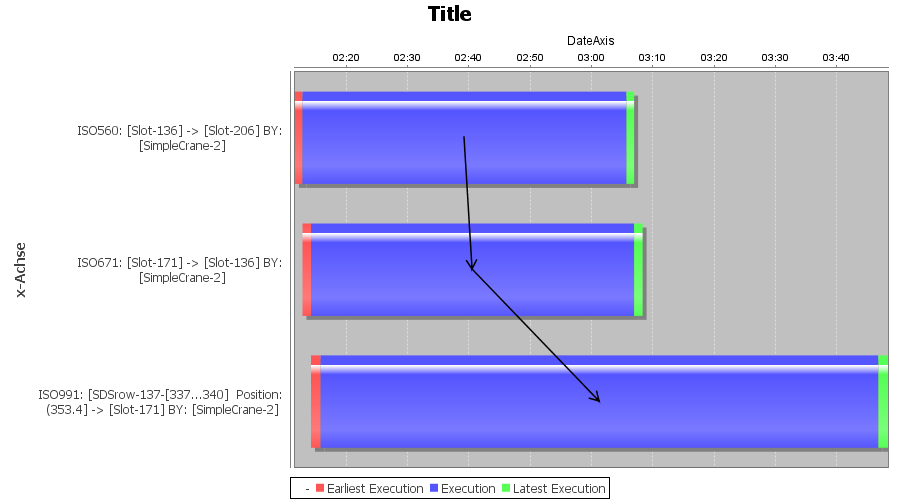 Title
DateAxis
02:20 02:30 02:40 02:50 03:00 03:10 03:20 03:30 03:40
x-Achse
ISO560: [Slot-136] -> [Slot-206] BY:
[SimpleCrane-2]
ISO671: [Slot-171] -> [Slot-136] BY:
[SimpleCrane-2]
ISO991: [SDSrow-137-[337...340] Position:
(353.4] -> [Slot-171] BY: [SimpleCrane-2]
- Earliest Execution Execution Latest Execution